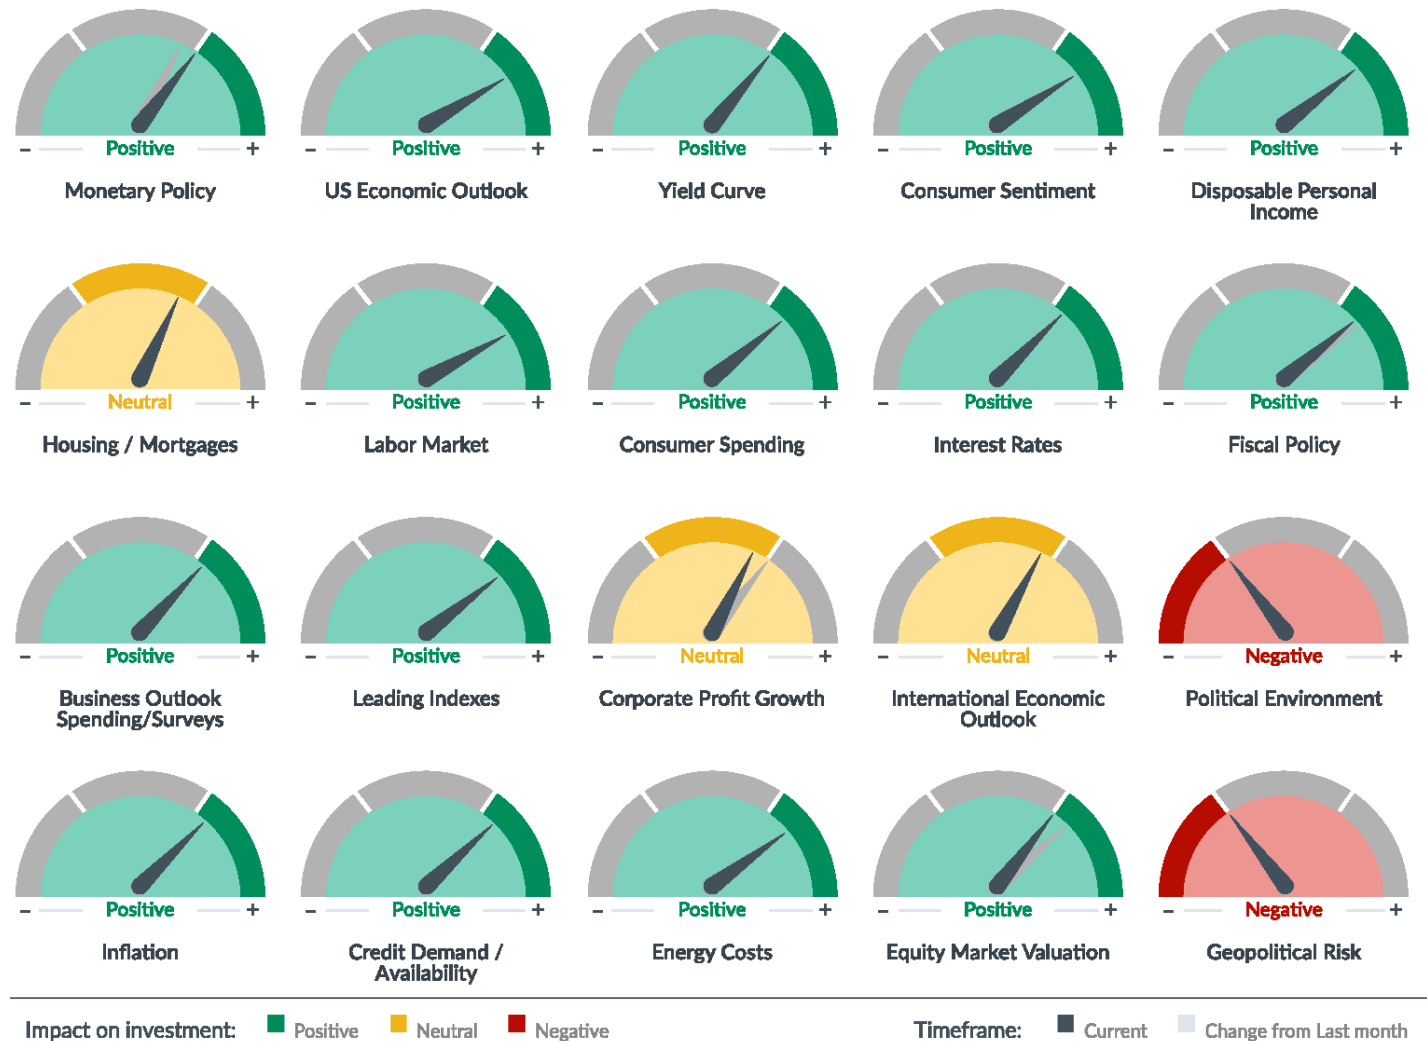 - Positive +
- Positive +
- Positive +
- Positive +
- Positive +
Monetary Policy
US Economic Outlook
Yield Curve
Consumer Sentiment
Disposable Personal
Income
- Neutral +
- Positive +
- Positive +
- Positive +
- Positive +
Housing / Mortgages
Labor Market
Consumer Spending
Interest Rates
Fiscal Policy
- Positive +
- Positive +
- Neutral +
- Neutral +
- Negative +
Business Outlook
Spending/Surveys
Leading Indexes
Corporate Profit Growth
International Economic
Outlook
Political Environment
- Positive +
- Positive +
- Positive +
- Positive +
- Negative +
Inflation
Credit Demand /
Availability
Energy Costs
Equity Market Valuation
Geopolitical Risk
Impact on investment: Positive Neutral Negative
Timeframe: Current Change from Last month